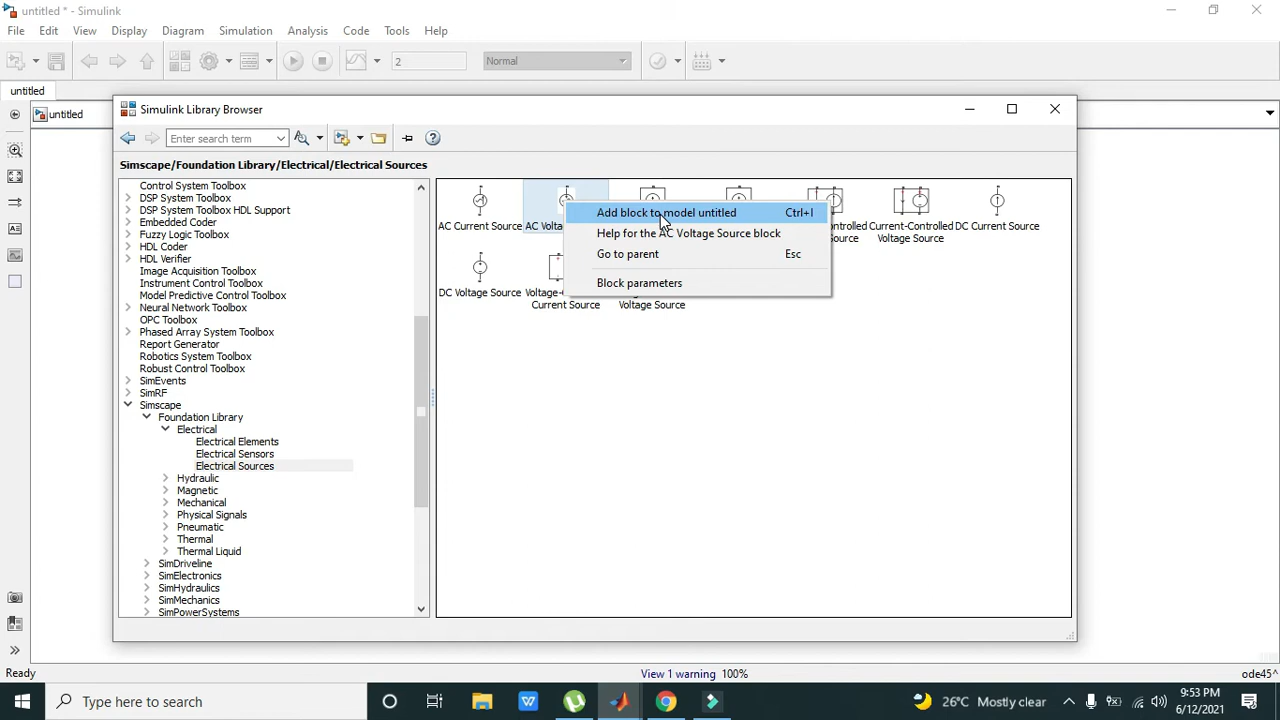 untitled * - Simulink
File Edit View Display Diagram Simulation Analysis Code Tools Help
2 Normal
untitled
untitled
Simulink Library Browser
Enter search term
Simscape/Foundation Library/Electrical/Electrical Sources
Control System Toolbox
DSP System Toolbox
DSP System Toolbox HDL Support
Embedded Coder
Fuzzy Logic Toolbox
HDL Coder
HDL Verifier
Image Acquisition Toolbox
Instrument Control Toolbox
Model Predictive Control Toolbox
Neural Network Toolbox
OPC Toolbox
Phased Array System Toolbox
Report Generator
Robotics System Toolbox
Robust Control Toolbox
SimEvents
SimRF
Simscape
Foundation Library
Electrical
Electrical Elements
Electrical Sensors
Electrical Sources
Hydraulic
Magnetic
Mechanical
Physical Signals
Pneumatic
Thermal
Thermal Liquid
SimDriveline
SimElectronics
SimHydraulics
SimMechanics
SimPowerSystems
AC Current Source
AC Volta
Controlled
Source
Current-Controlled
Voltage Source
DC Current Source
DC Voltage Source
Voltage-
Current Source
Voltage Source
Add block to model untitled Ctrl+I
Help for the AC Voltage Source block
Go to parent Esc
Block parameters
Ready View 1 warning 100% ode45
Type here to search
26°C Mostly clear
9:53 PM
6/12/2021